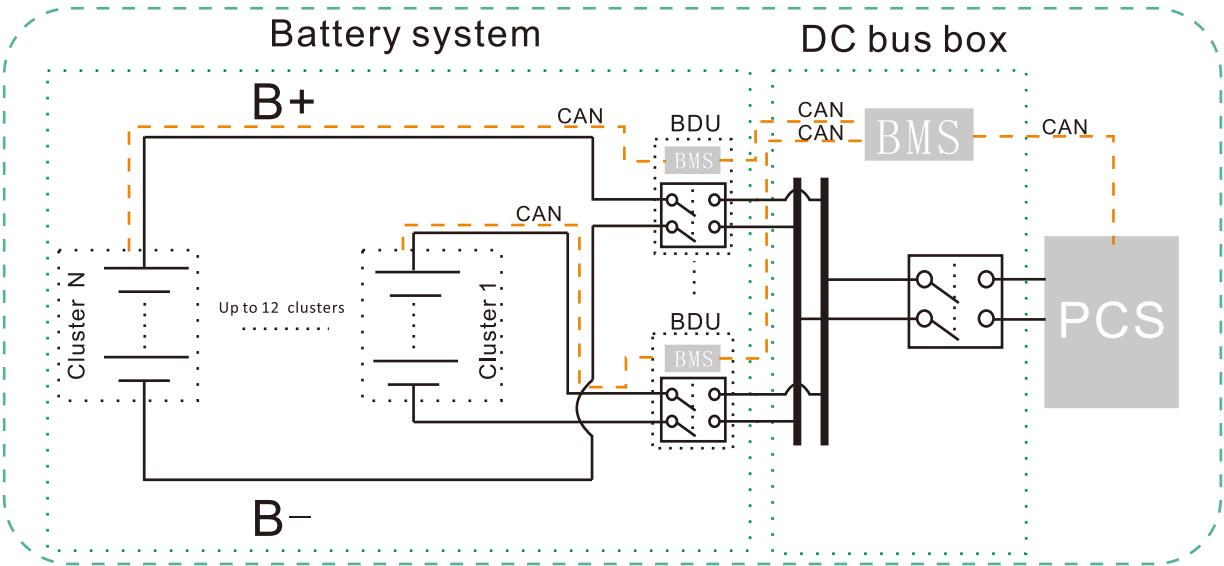 Battery system
DC bus box
B+
CAN
BDU
CAN
CAN
BMS
CAN
BMS
CAN
Cluster N
Up to 12 clusters
Cluster 1
BDU
BMS
PCS
B−